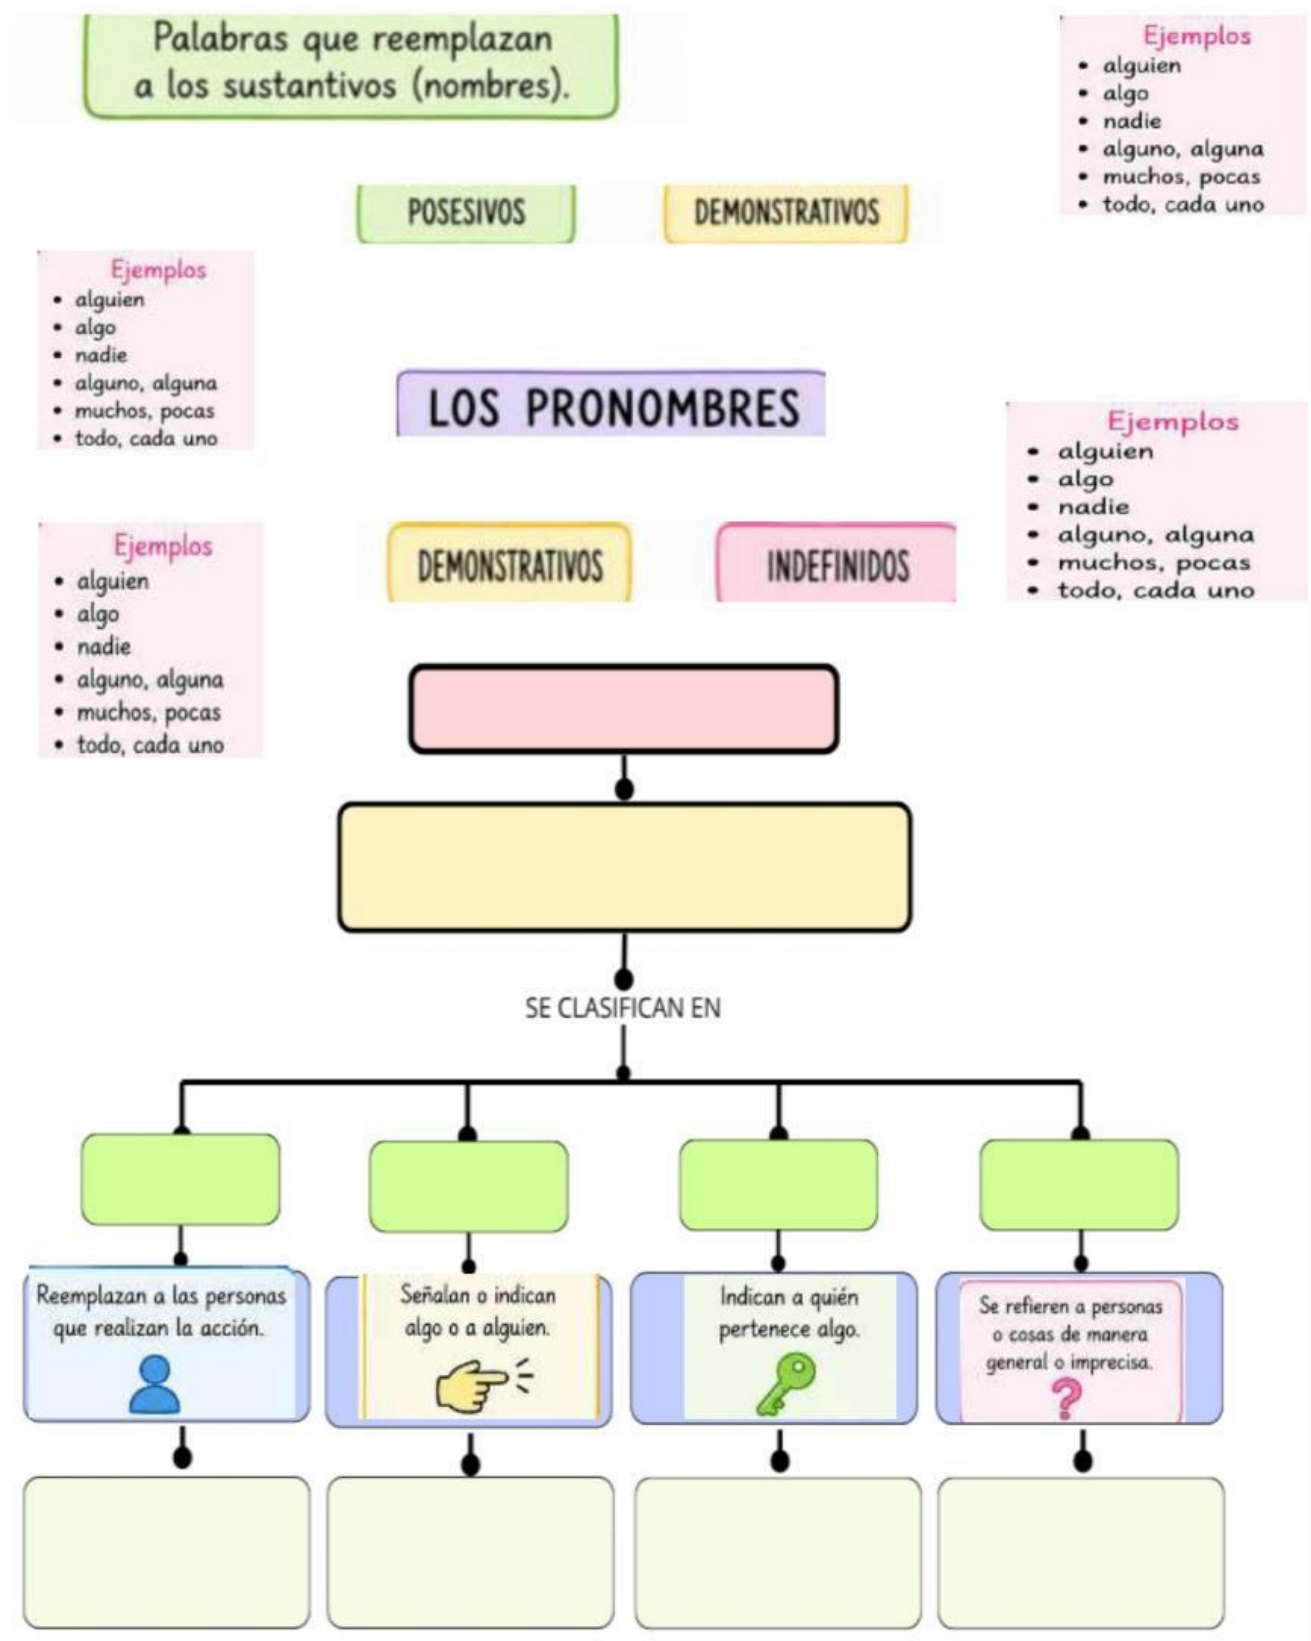 Palabras que reemplazan
a los sustantivos (nombres).
Ejemplos
• alguien
• algo
• nadie
• alguno, alguna
• muchos, pocas
• todo, cada uno
POSESIVOS
DEMONSTRATIVOS
Ejemplos
• alguien
• algo
• nadie
• alguno, alguna
• muchos, pocas
• todo, cada uno
LOS PRONOMBRES
Ejemplos
• alguien
• algo
• nadie
• alguno, alguna
• muchos, pocas
• todo, cada uno
DEMONSTRATIVOS
INDEFINIDOS
Ejemplos
• alguien
• algo
• nadie
• alguno, alguna
• muchos, pocas
• todo, cada uno
SE CLASIFICAN EN
Reemplazan a las personas
que realizan la acción.
Señalan o indican
algo o a alguien.
Indican a quién
pertenece algo.
Se refieren a personas
o cosas de manera
general o imprecisa.
?